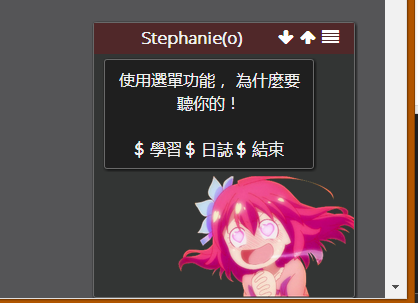 Stephanie(o)
使用選單功能， 為什麼要
聽你的！
$ 學習 $ 日誌 $ 結束